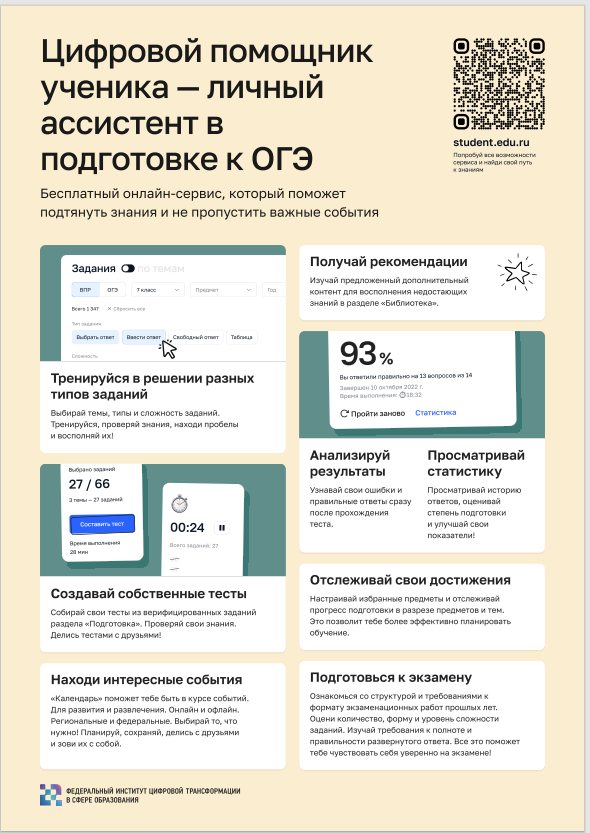 Цифровой помощник
ученика — личный
ассистент в
подготовке к ОГЭ
Бесплатный онлайн-сервис, который поможет
подтянуть знания и не пропустить важные события
student.edu.ru
Попробуй все возможности
сервиса и найди свой путь
к знаниям
Задания по темам
ВПР ОГЭ 7 класс Предмет Год
Всего 1 347 × Сбросить все
Тип задания
Выбрать ответ Ввести ответ Свободный ответ Таблица
Сложность
Тренируйся в решении разных
типов заданий
Выбирай темы, типы и сложность заданий.
Тренируйся, проверяй знания, находи пробелы
и восполняй их!
Выбрано заданий
27 / 66
3 темы — 27 заданий
Составить тест
Время выполнения
28 мин
00:24
Всего заданий: 27
Создавай собственные тесты
Собирай свои тесты из верифицированных заданий
раздела «Подготовка». Проверяй свои знания.
Делись тестами с друзьями!
Находи интересные события
«Календарь» поможет тебе быть в курсе событий.
Для развития и развлечения. Онлайн и офлайн.
Региональные и федеральные. Выбирай то, что
нужно! Планируй, сохраняй, делись с друзьями
и зови их с собой.
Получай рекомендации
Изучай предложенный дополнительный
контент для восполнения недостающих
знаний в разделе «Библиотека».
93 %
Вы ответили правильно на 13 вопросов из 14
Завершен 10 октября 2022 г.
Время выполнения: 18:32
Пройти заново Статистика
Анализируй
результаты
Узнавай свои ошибки и
правильные ответы сразу
после прохождения
теста.
Просматривай
статистику
Просматривай историю
ответов, оценивай
степень подготовки
и улучшай свои
показатели!
Отслеживай свои достижения
Настраивай избранные предметы и отслеживай
прогресс подготовки в разрезе предметов и тем.
Это позволит тебе более эффективно планировать
обучение.
Подготовься к экзамену
Ознакомься со структурой и требованиями к
формату экзаменационных работ прошлых лет.
Оцени количество, форму и уровень сложности
заданий. Изучай требования к полноте и
правильности развернутого ответа. Все это поможет
тебе чувствовать себя уверенно на экзамене!
ФЕДЕРАЛЬНЫЙ ИНСТИТУТ ЦИФРОВОЙ ТРАНСФОРМАЦИИ
В СФЕРЕ ОБРАЗОВАНИЯ